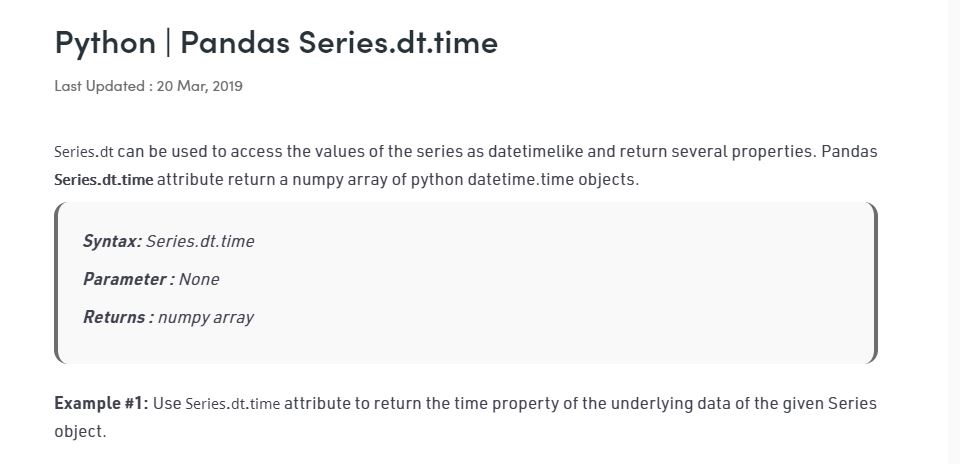 Python | Pandas Series.dt.time
Last Updated : 20 Mar, 2019
Series.dt can be used to access the values of the series as datetimelike and return several properties. Pandas
Series.dt.time attribute return a numpy array of python datetime.time objects.
Syntax: Series.dt.time
Parameter : None
Returns : numpy array
Example #1: Use Series.dt.time attribute to return the time property of the underlying data of the given Series
object.